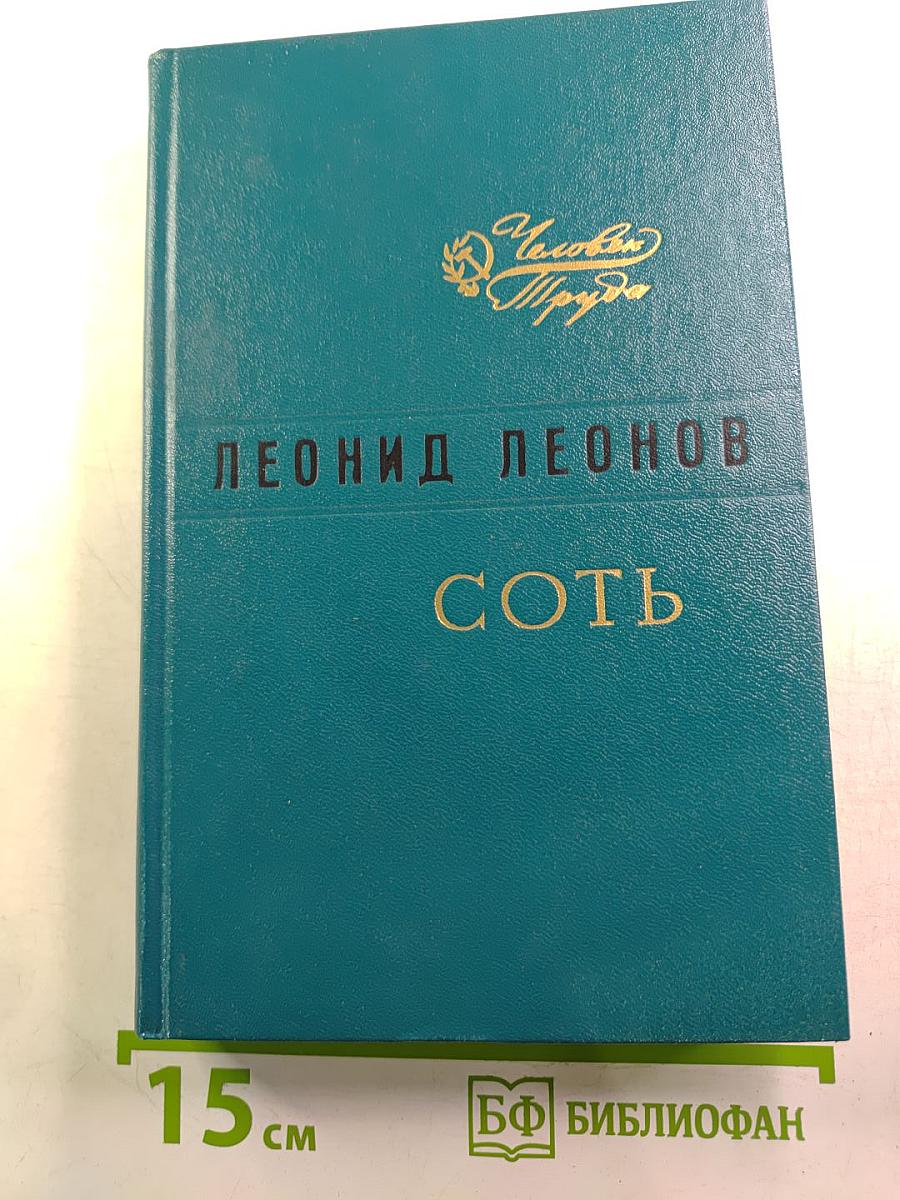 Человек
Труда
ЛЕОНИД ЛЕОНОВ
СОТЬ
15 см
БФ БИБЛИОФАН